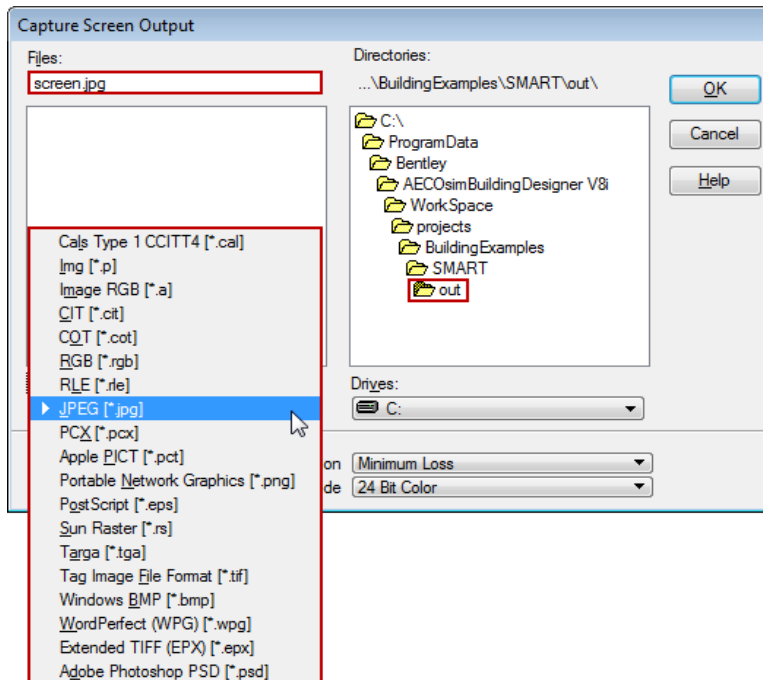 Capture Screen Output
Files:
screen.jpg
Directories:
...\BuildingExamples\SMART\out\
C:\
ProgramData
Bentley
AECOsimBuildingDesigner V8i
WorkSpace
projects
BuildingExamples
SMART
out
OK
Cancel
Help
Cals Type 1 CCITT4 [*.cal]
Img [*.p]
Image RGB [*.a]
CIT [*.cit]
COT [*.cot]
RGB [*.rgb]
RLE [*.rle]
JPEG [*.jpg]
PCX [*.pcx]
Apple PICT [*.pct]
Portable Network Graphics [*.png]
PostScript [*.eps]
Sun Raster [*.rs]
Targa [*.tga]
Tag Image File Format [*.tif]
Windows BMP [*.bmp]
WordPerfect (WPG) [*.wpg]
Extended TIFF (EPX) [*.epx]
Adobe Photoshop PSD [*.psd]
Drives:
C:
on Minimum Loss
de 24 Bit Color